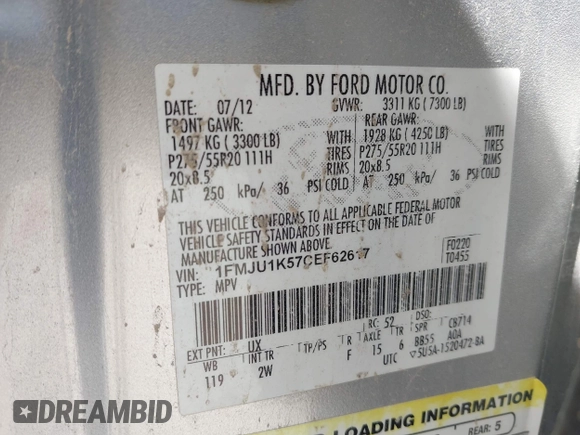 MFD. BY FORD MOTOR CO.
DATE: 07/12 GVWR: 3311 KG ( 7300 LB)
FRONT GAWR: REAR GAWR:
1497 KG ( 3300 LB) WITH 1928 KG ( 4250 LB) WITH
P275/55R20 111H TIRES P275/55R20 111H TIRES
20x8.5 RIMS 20x8.5 RIMS
AT 250 kPa/ 36 PSI COLD AT 250 kPa/ 36 PSI COLD
THIS VEHICLE CONFORMS TO ALL APPLICABLE FEDERAL MOTOR
VEHICLE SAFETY STANDARDS IN EFFECT ON THE DATE OF
MANUFACTURE SHOWN ABOVE.
VIN: 1FMJU1K57CEF62617 F0220
TYPE: MPV T0455
EXT PNT: UX RC: 52 DSO:
WB INT TR TP/PS R AXLE TR SPR C8714
119 2W F 15 6 BB55 AOA
UTC 5U5A-1520472-BA
LOADING INFORMATION
REAR: 5
DREAMBID